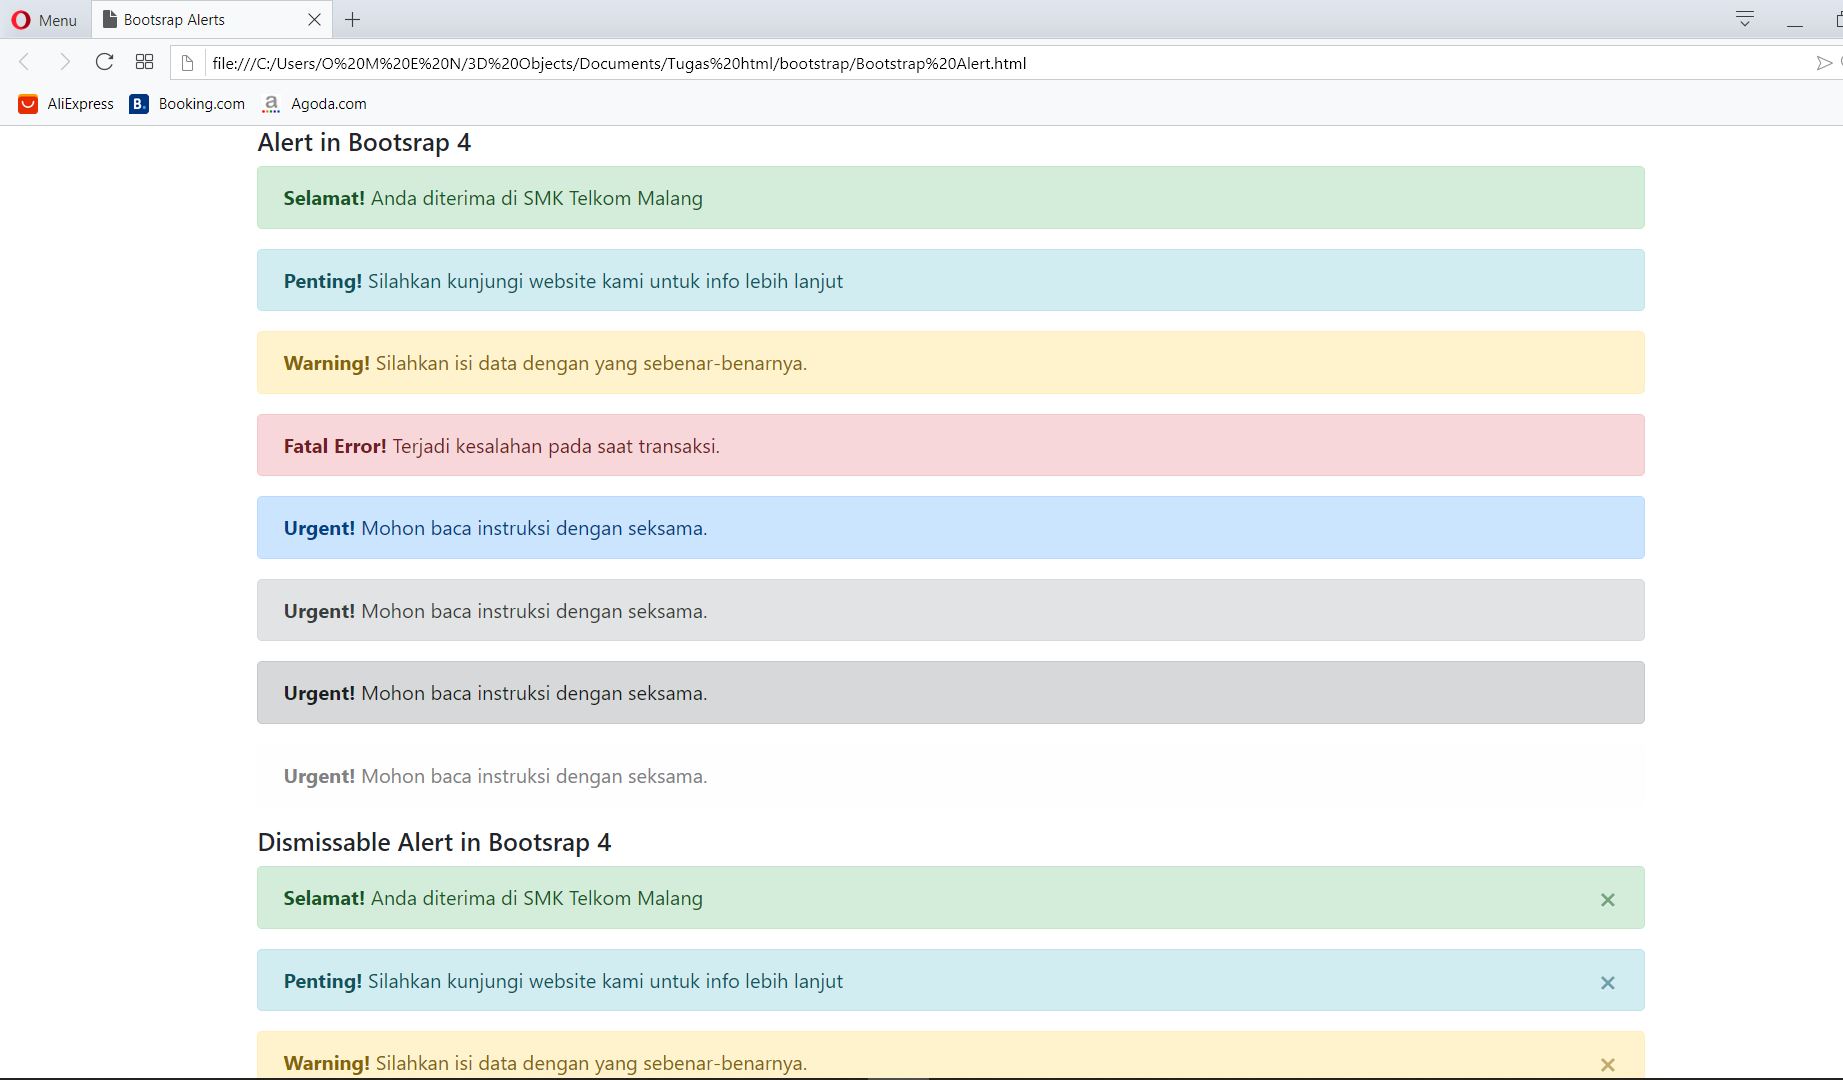 Menu
Bootsrap Alerts
file:///C:/Users/O%20M%20E%20N/3D%20Objects/Documents/Tugas%20html/bootstrap/Bootstrap%20Alert.html
AliExpress
B. Booking.com
a Agoda.com
Alert in Bootsrap 4
Selamat! Anda diterima di SMK Telkom Malang
Penting! Silahkan kunjungi website kami untuk info lebih lanjut
Warning! Silahkan isi data dengan yang sebenar-benarnya.
Fatal Error! Terjadi kesalahan pada saat transaksi.
Urgent! Mohon baca instruksi dengan seksama.
Urgent! Mohon baca instruksi dengan seksama.
Urgent! Mohon baca instruksi dengan seksama.
Urgent! Mohon baca instruksi dengan seksama.
Dismissable Alert in Bootsrap 4
Selamat! Anda diterima di SMK Telkom Malang ×
Penting! Silahkan kunjungi website kami untuk info lebih lanjut ×
Warning! Silahkan isi data dengan yang sebenar-benarnya. ×